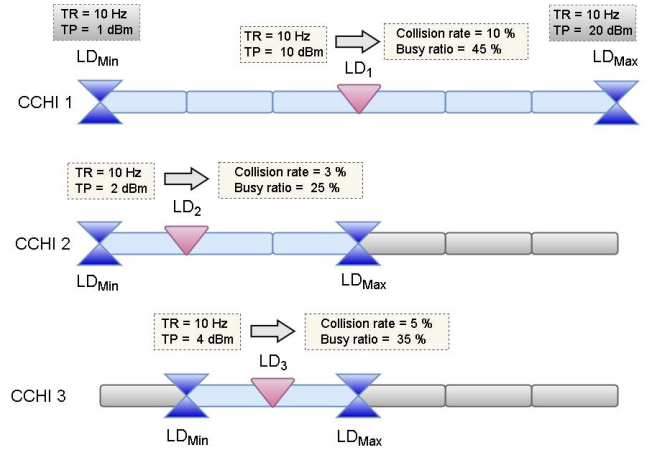 TR = 10 Hz
TP = 1 dBm
LDMin
TR = 10 Hz
TP = 10 dBm
Collision rate = 10 %
Busy ratio = 45 %
LD1
TR = 10 Hz
TP = 20 dBm
LDMax
CCHI 1
TR = 10 Hz
TP = 2 dBm
Collision rate = 3 %
Busy ratio = 25 %
LD2
CCHI 2
LDMin
LDMax
TR = 10 Hz
TP = 4 dBm
Collision rate = 5 %
Busy ratio = 35 %
LD3
CCHI 3
LDMin
LDMax